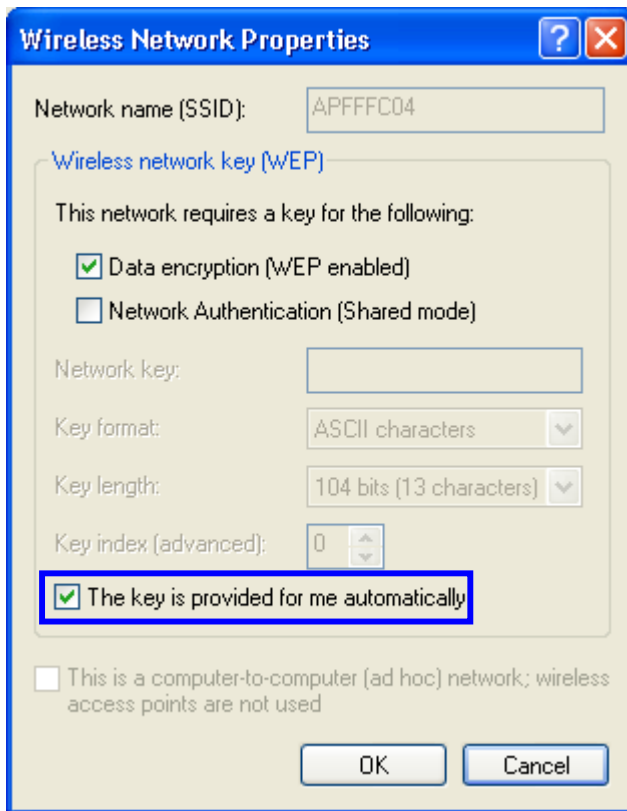 Wireless Network Properties
Network name (SSID): APFFFC04
Wireless network key (WEP)
This network requires a key for the following:
Data encryption (WEP enabled)
Network Authentication (Shared mode)
Network key:
Key format: ASCII characters
Key length: 104 bits (13 characters)
Key index (advanced): 0
The key is provided for me automatically
This is a computer-to-computer (ad hoc) network; wireless
access points are not used
OK Cancel